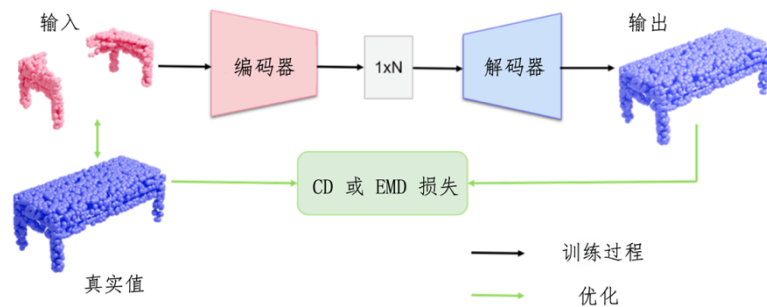 输入
输出
编码器
1xN
解码器
CD 或 EMD 损失
训练过程
真实值
优化